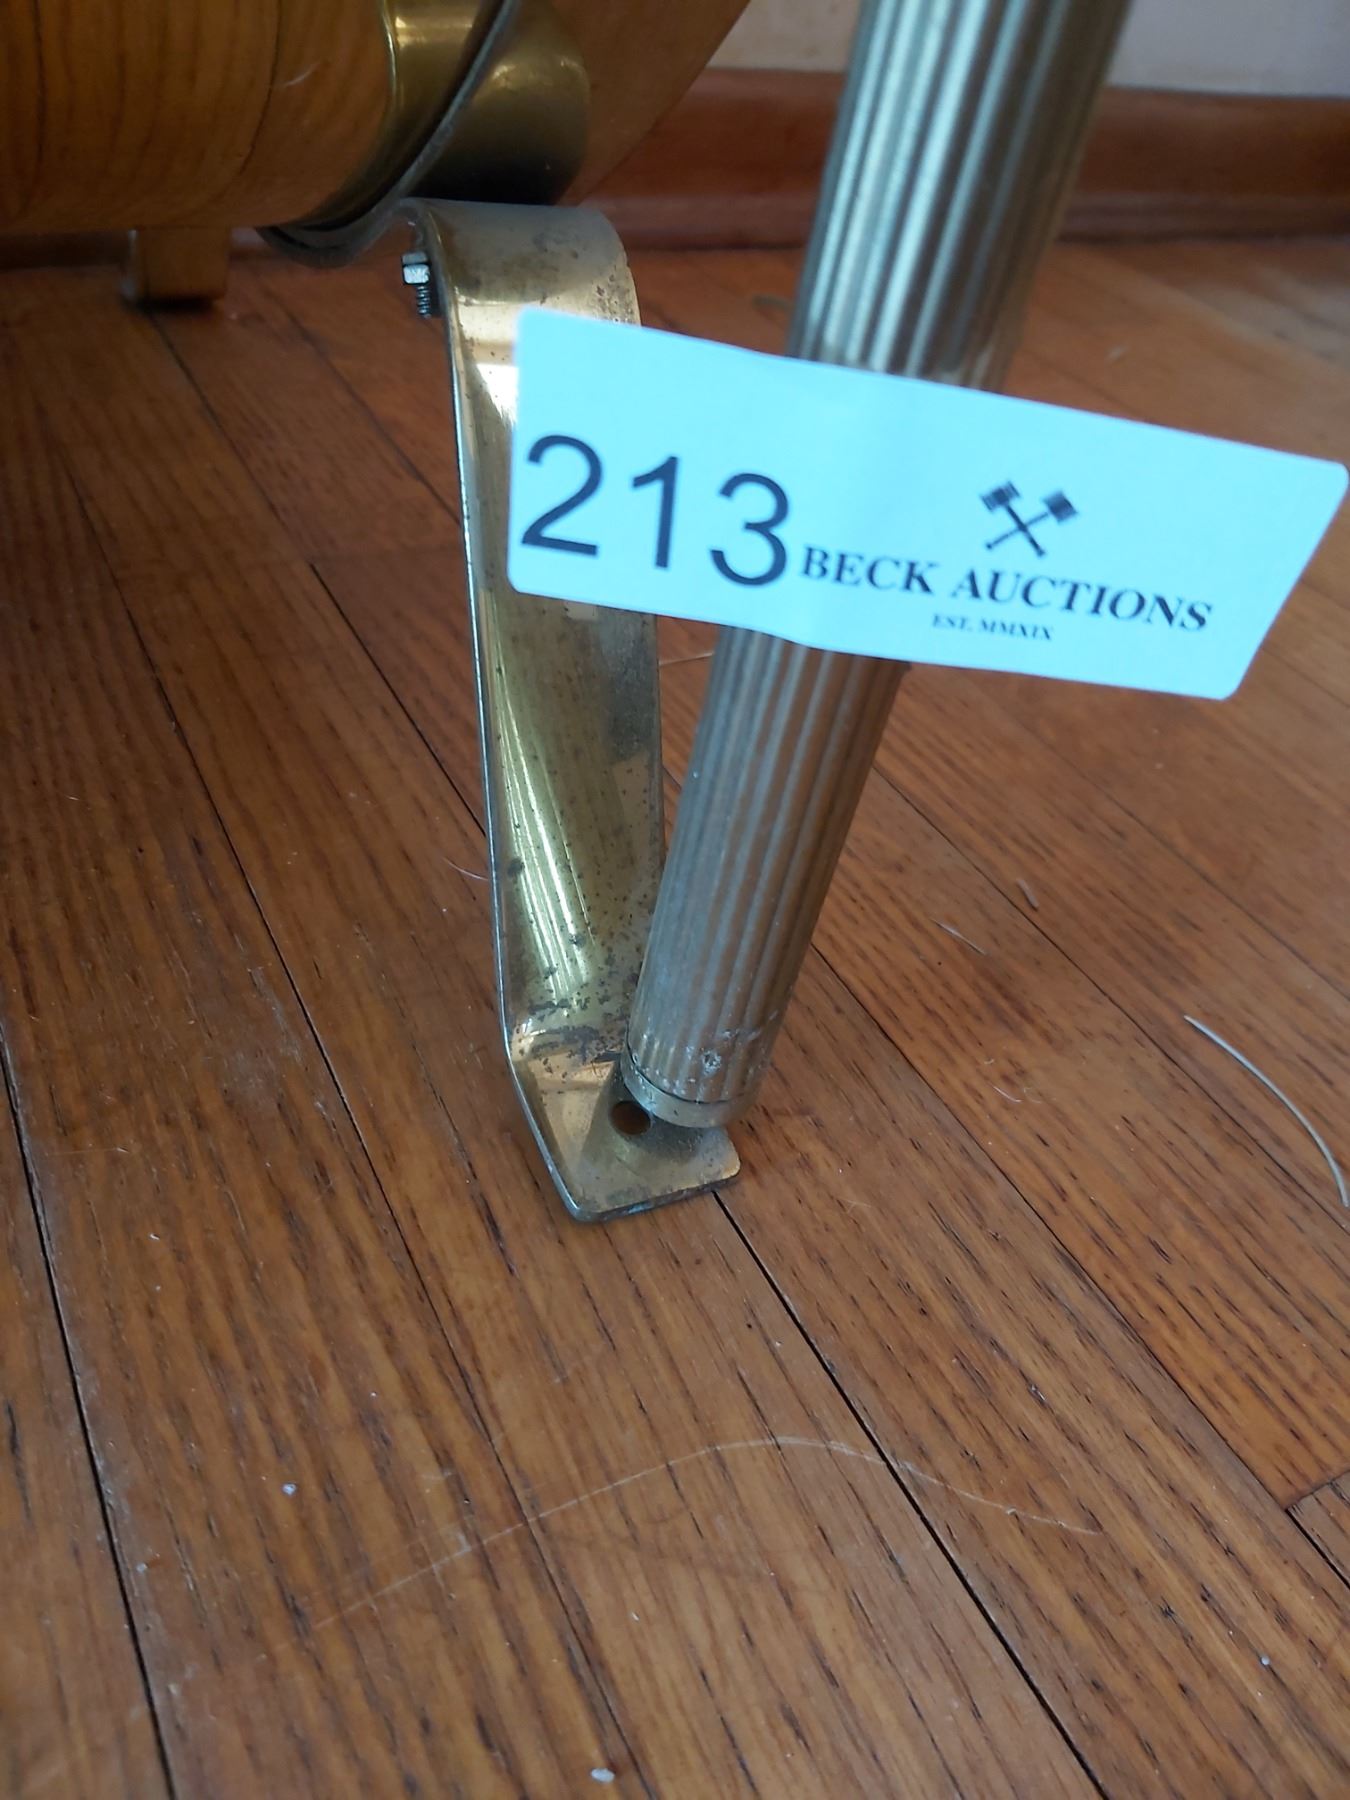 213
BECK AUCTIONS
EST. MMXIX